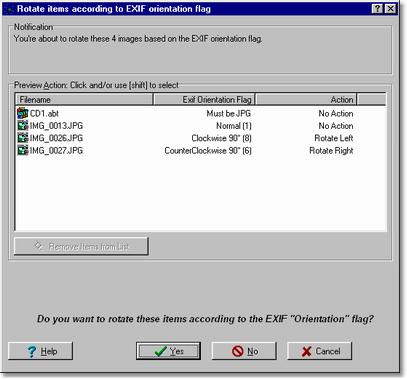 Rotate items according to EXIF orientation flag
Notification
You're about to rotate these 4 images based on the EXIF orientation flag.
Preview Action: Click and/or use [shift] to select
Filename Exif Orientation Flag Action
CD1.abt Must be JPG No Action
IMG_0013.JPG Normal (1) No Action
IMG_0026.JPG Clockwise 90° (8) Rotate Left
IMG_0027.JPG CounterClockwise 90° (6) Rotate Right
Remove Items from List
Do you want to rotate these items according to the EXIF "Orientation" flag?
Help Yes No Cancel